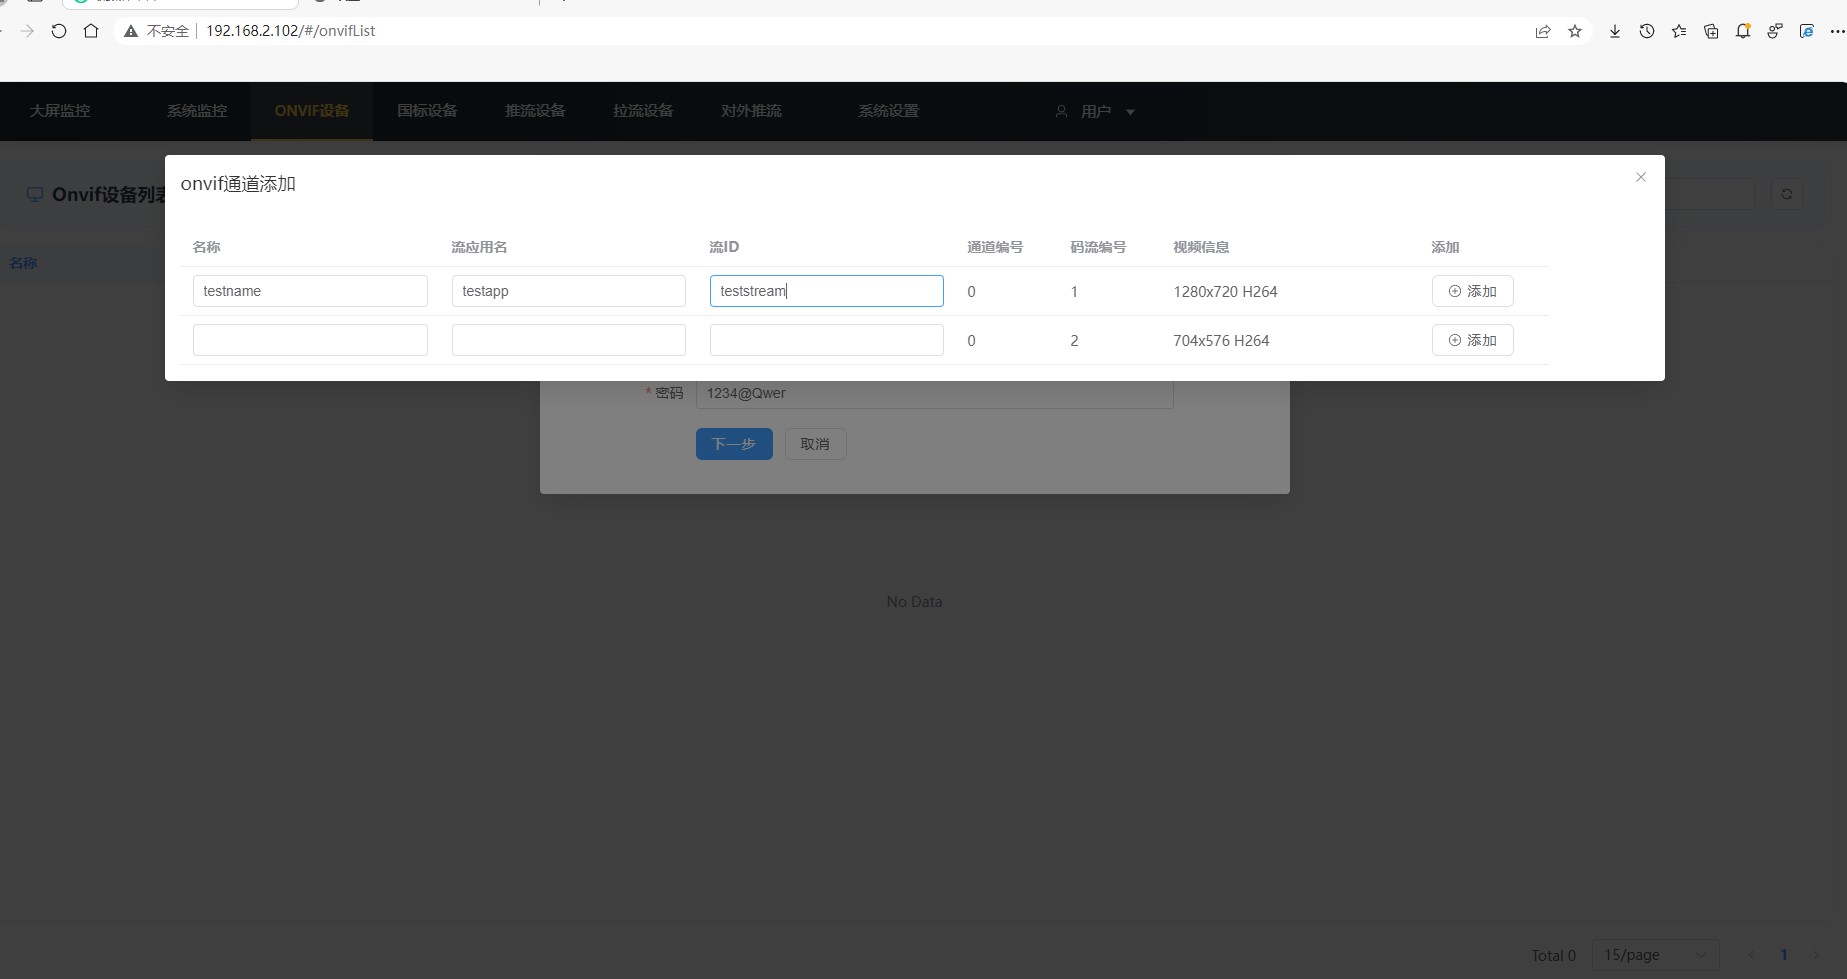 不安全 192.168.2.102/#/onvifList
大屏监控 系统监控 ONVIF设备 国标设备 推流设备 拉流设备 对外推流 系统设置 用户
onvif通道添加
Onvif设备列表
名称 流应用名 流ID 通道编号 码流编号 视频信息 添加
名称
testname testapp teststream 0 1 1280x720 H264 添加
0 2 704x576 H264 添加
* 密码 1234@Qwer
下一步 取消
No Data
Total 0 15/page 1